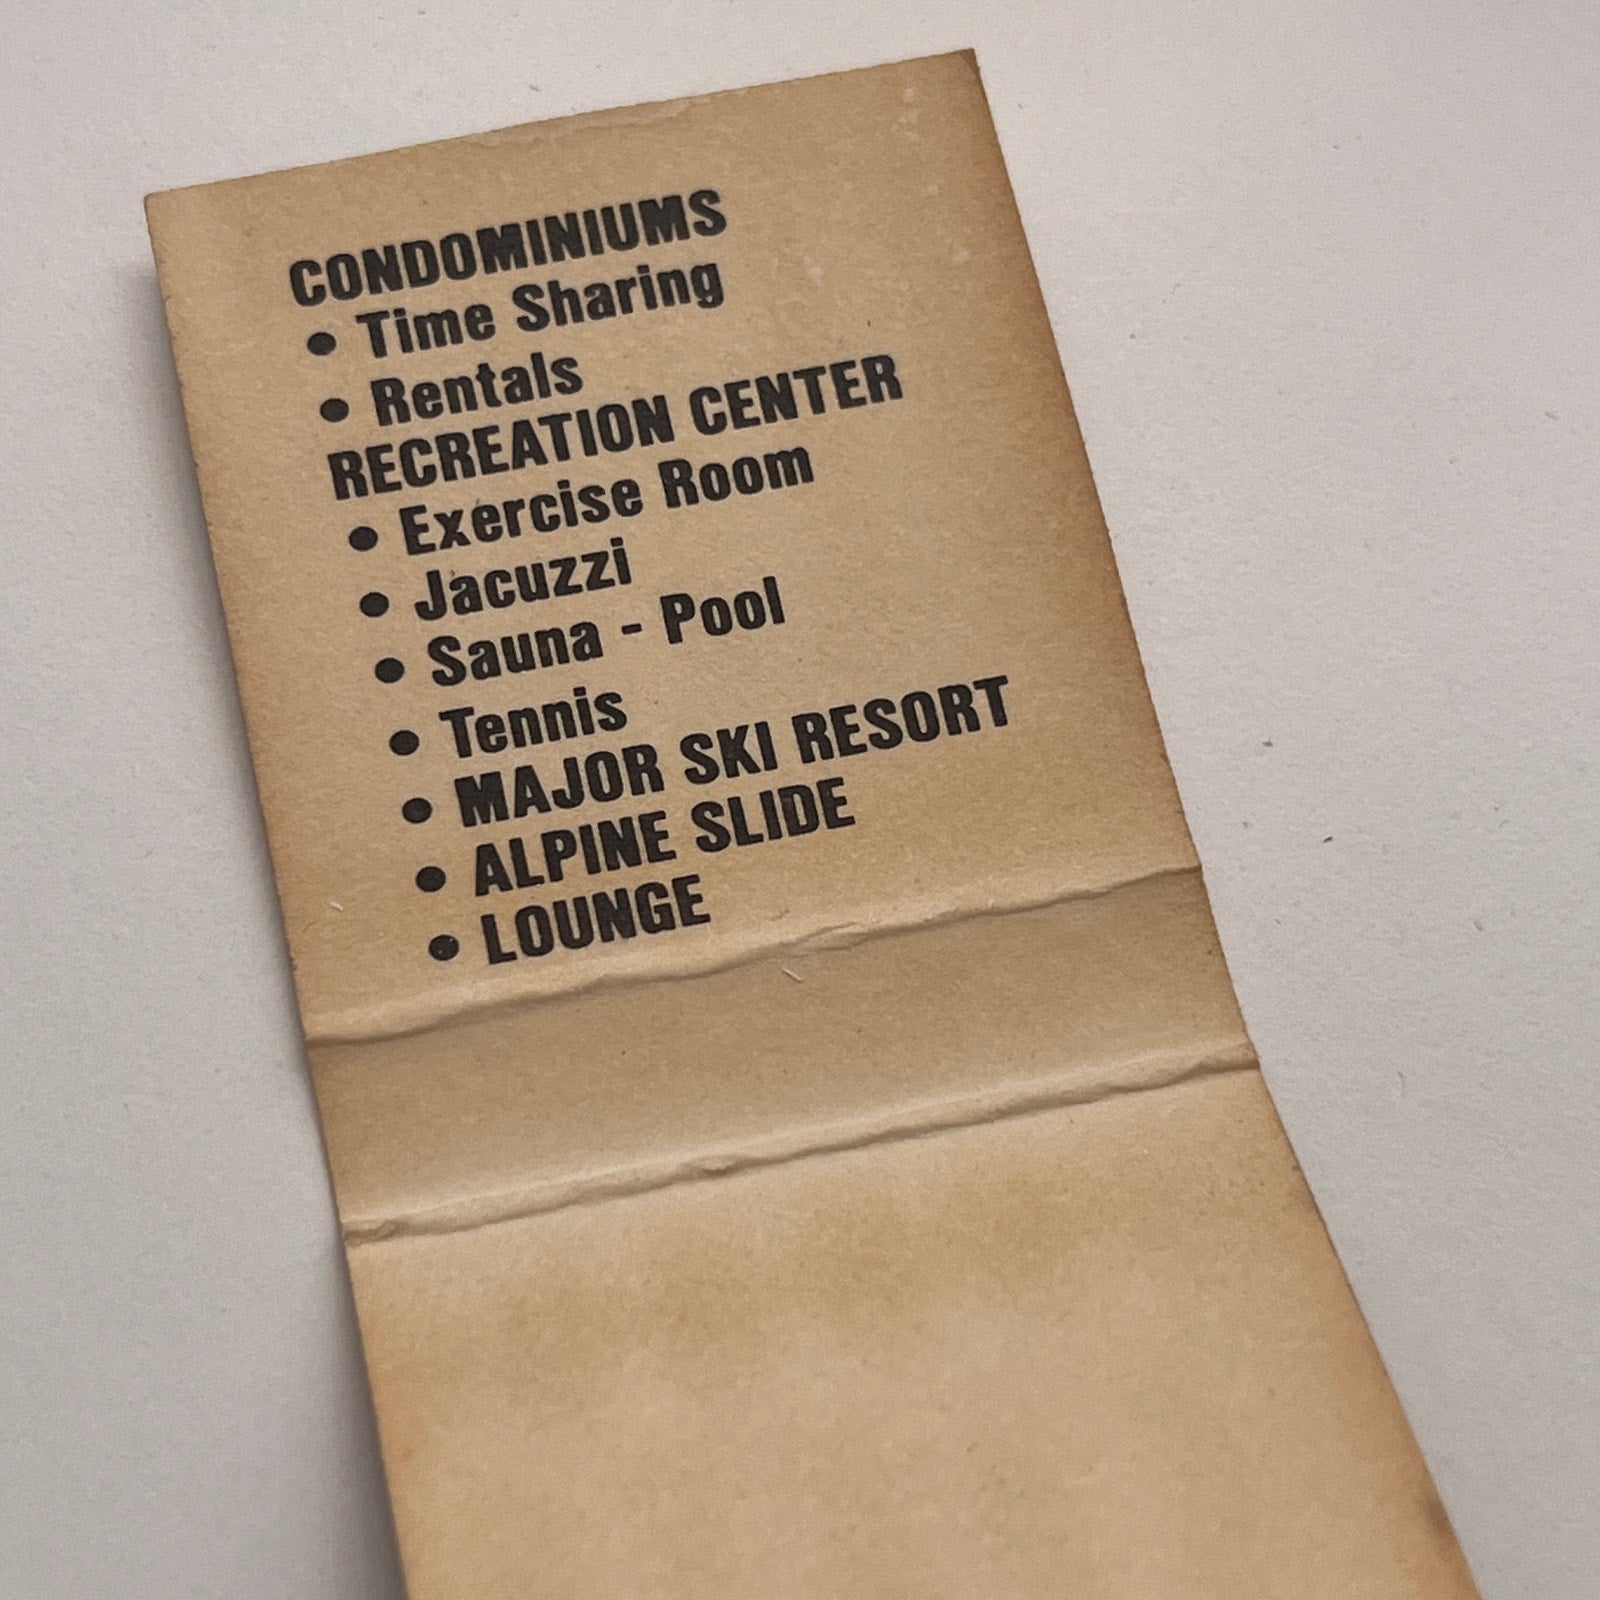 CONDOMINIUMS
• Time Sharing
• Rentals
RECREATION CENTER
• Exercise Room
• Jacuzzi
• Sauna - Pool
• Tennis
• MAJOR SKI RESORT
• ALPINE SLIDE
• LOUNGE